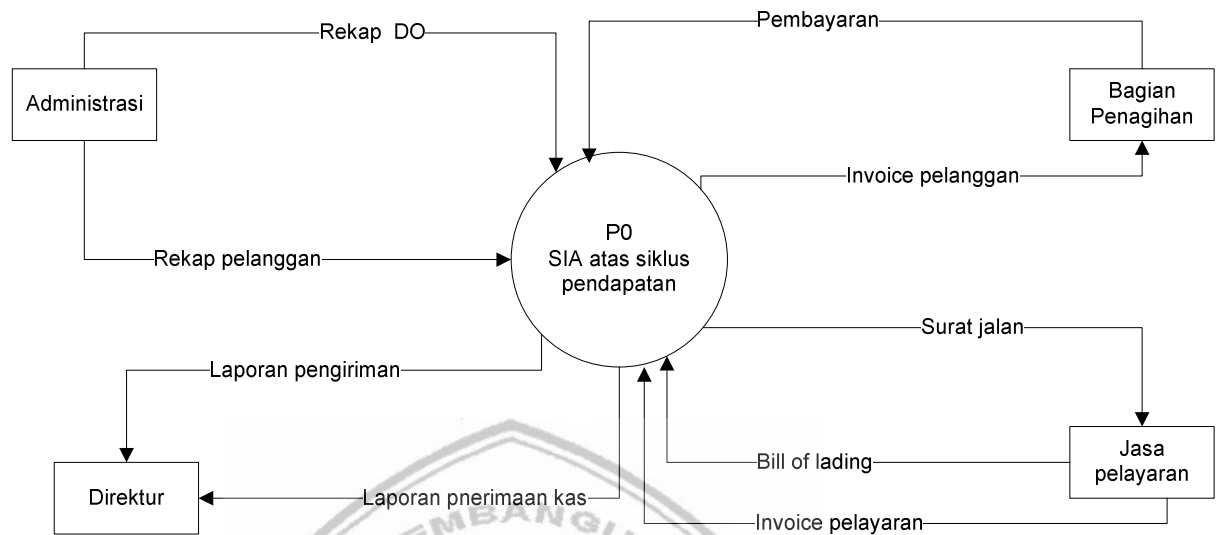 Rekap DO
Pembayaran
Administrasi
Bagian
Penagihan
Invoice pelanggan
P0
SIA atas siklus
pendapatan
Rekap pelanggan
Surat jalan
Laporan pengiriman
Jasa
pelayaran
Bill of lading
Direktur
Laporan pnerimaan kas
Invoice pelayaran